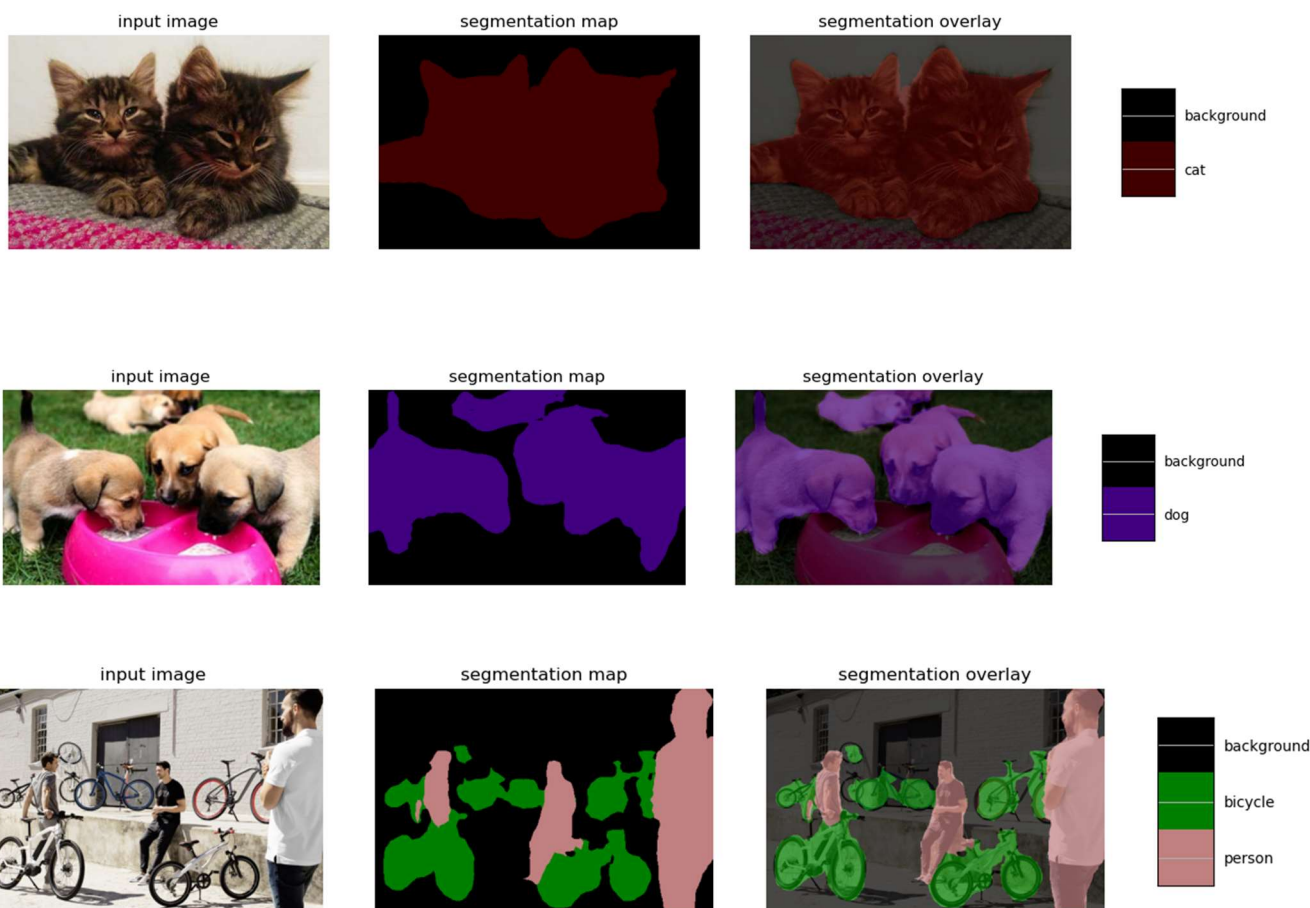 input image
segmentation map
segmentation overlay
background
cat
input image
segmentation map
segmentation overlay
background
dog
input image
segmentation map
segmentation overlay
background
bicycle
person